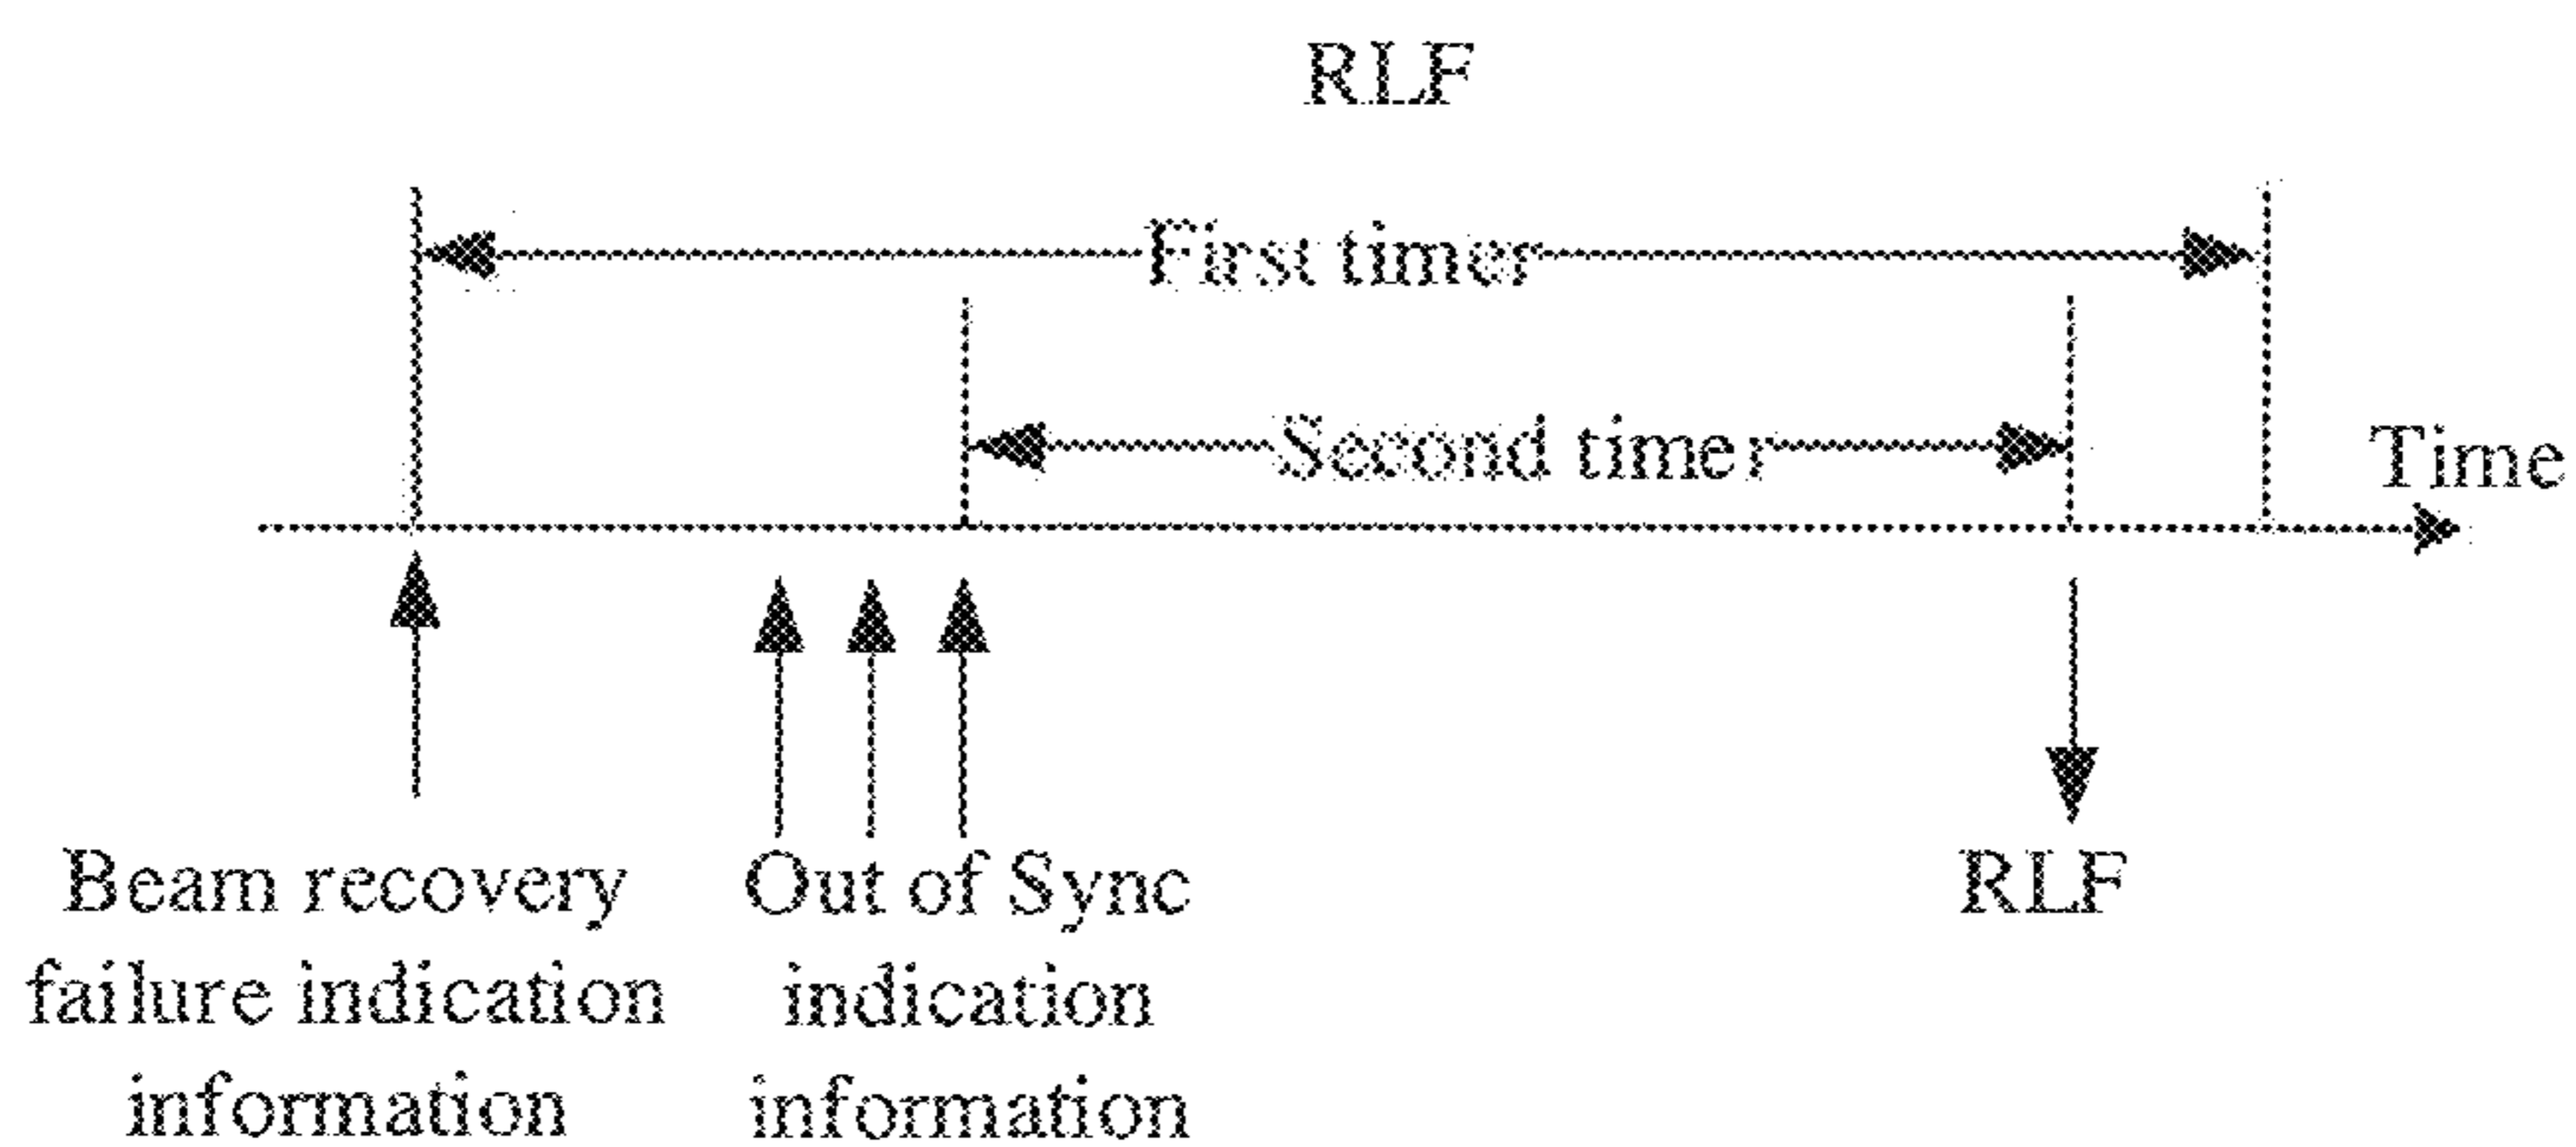 RLF
First timer
Second timer
Time
Beam recovery
failure indication
information
Out of Sync
indication
information
RLF